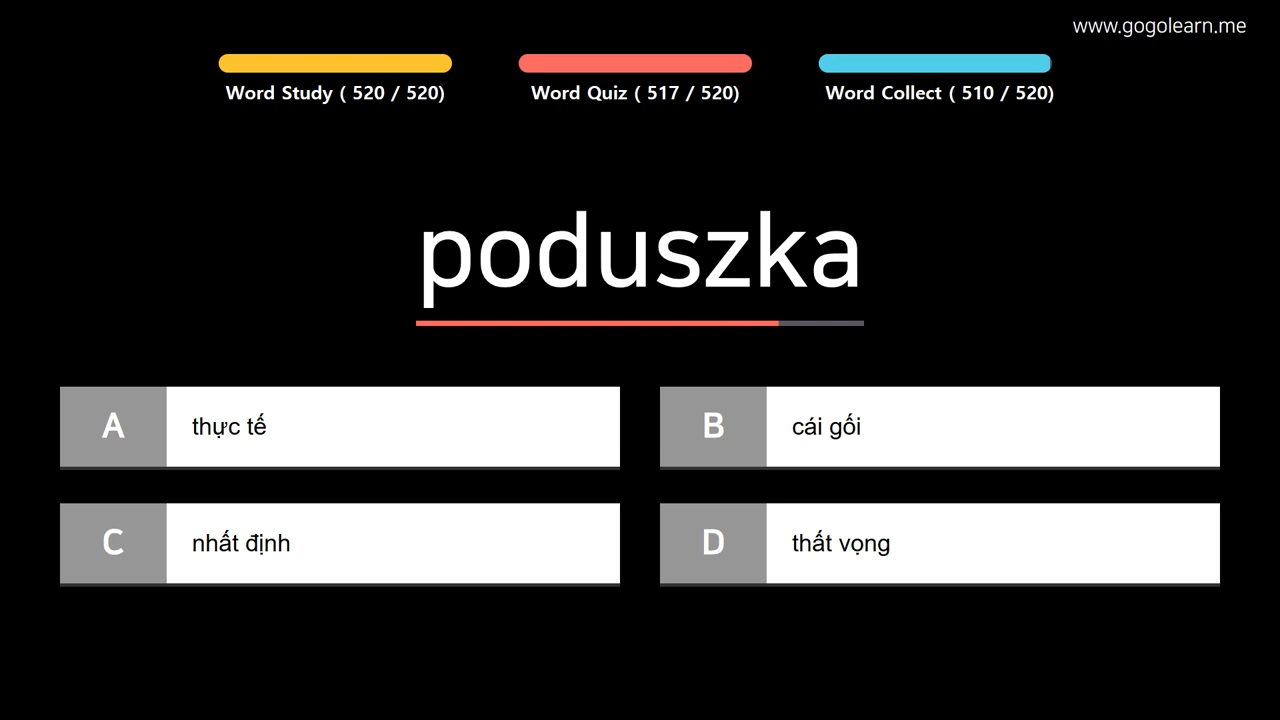 www.gogolearn.me
Word Study ( 520 / 520)
Word Quiz ( 517 / 520)
Word Collect ( 510 / 520)
poduszka
A thực tế
B cái gối
C nhất định
D thất vọng